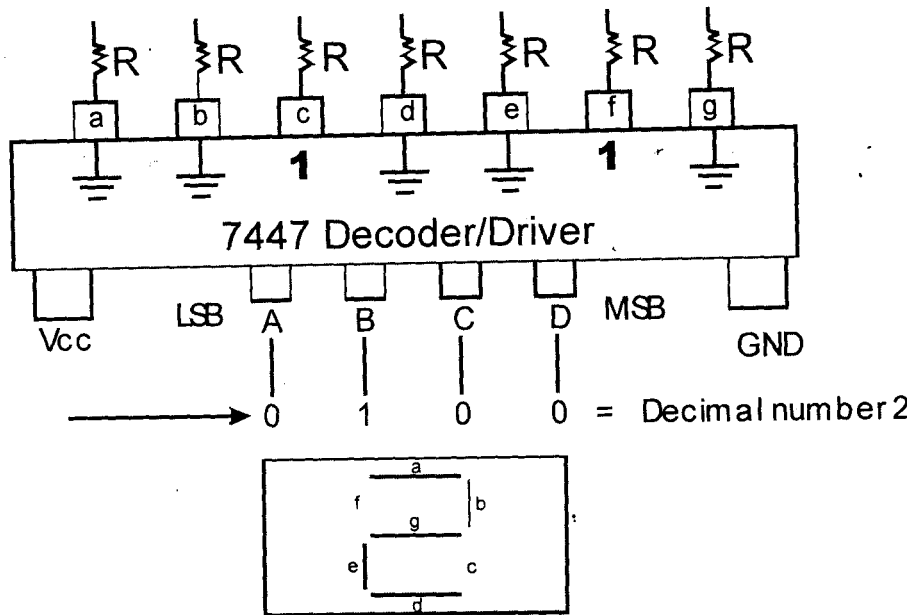 R R R R R R R
a b c d e f g
1 1
7447 Decoder/Driver
Vcc LSB A B C D MSB GND
0 1 0 0 = Decimal number 2
a
f b
g
e c
d